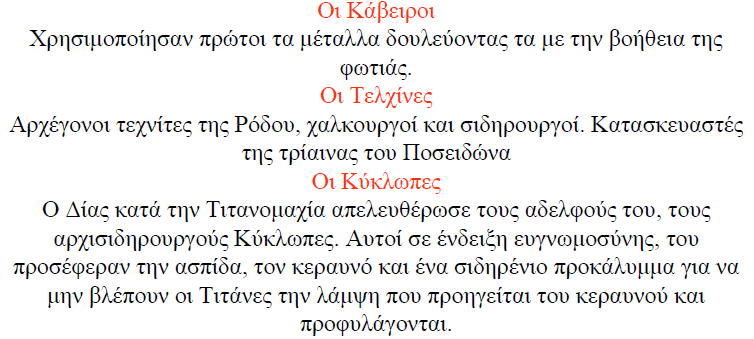 Οι Κάβειροι
Χρησιμοποίησαν πρώτοι τα μέταλλα δουλεύοντας τα με την βοήθεια της
φωτιάς.
Οι Τελχίνες
Αρχέγονοι τεχνίτες της Ρόδου, χαλκουργοί και σιδηρουργοί. Κατασκευαστές
της τρίαινας του Ποσειδώνα
Οι Κύκλωπες
Ο Δίας κατά την Τιτανομαχία απελευθέρωσε τους αδελφούς του, τους
αρχισιδηρουργούς Κύκλωπες. Αυτοί σε ένδειξη ευγνωμοσύνης, του
προσέφεραν την ασπίδα, τον κεραυνό και ένα σιδηρένιο προκάλυμμα για να
μην βλέπουν οι Τιτάνες την λάμψη που προηγείται του κεραυνού και
προφυλάγονται.